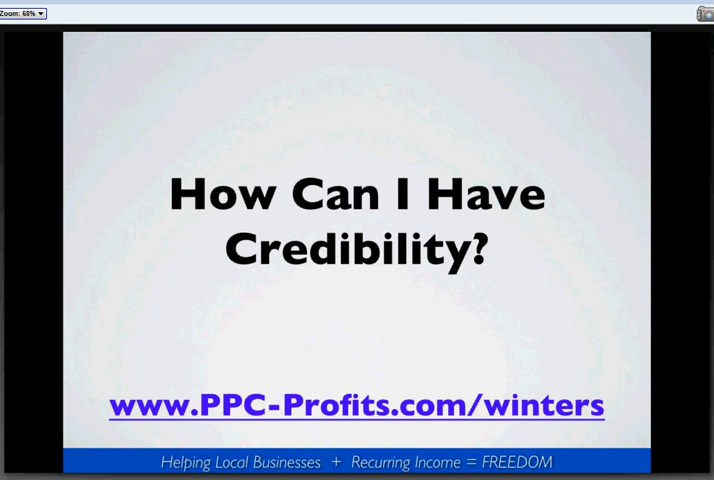 Zoom: 68%
How Can I Have
Credibility?
www.PPC-Profits.com/winters
Helping Local Businesses + Recurring Income = FREEDOM